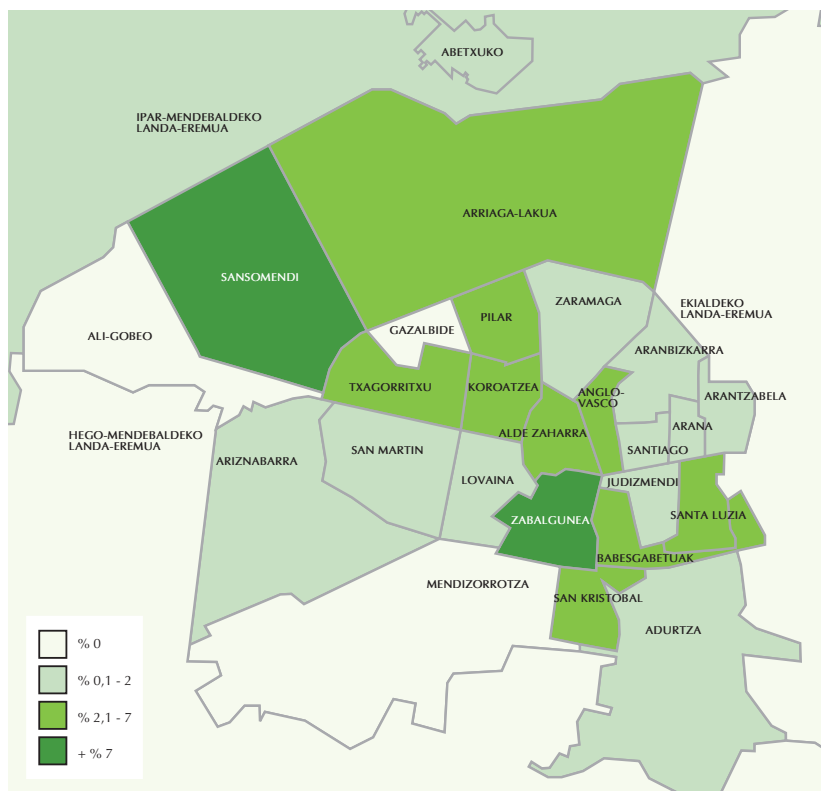 ABETXUKO
IPAR-MENDEBALDEKO
LANDA-EREMUA
ARRIAGA-LAKUA
SANSOMENDI
ZARAMAGA
EKIALDEKO
LANDA-EREMUA
PILAR
GAZALBIDE
ALI-GOBEO
ARANBIZKARRA
TXAGORRITXU
KOROATZEA
ANGLO-
VASCO
ARANTZABELA
ARANA
ALDE ZAHARRA
HEGO-MENDEBALDEKO
LANDA-EREMUA
SAN MARTIN
SANTIAGO
ARIZNABARRA
LOVAINA
JUDIZMENDI
ZABALGUNEA
SANTA LUZIA
BABESGABETUAK
MENDIZORROTZA
SAN KRISTOBAL
ADURTZA
% 0
% 0,1 - 2
% 2,1 - 7
+ % 7